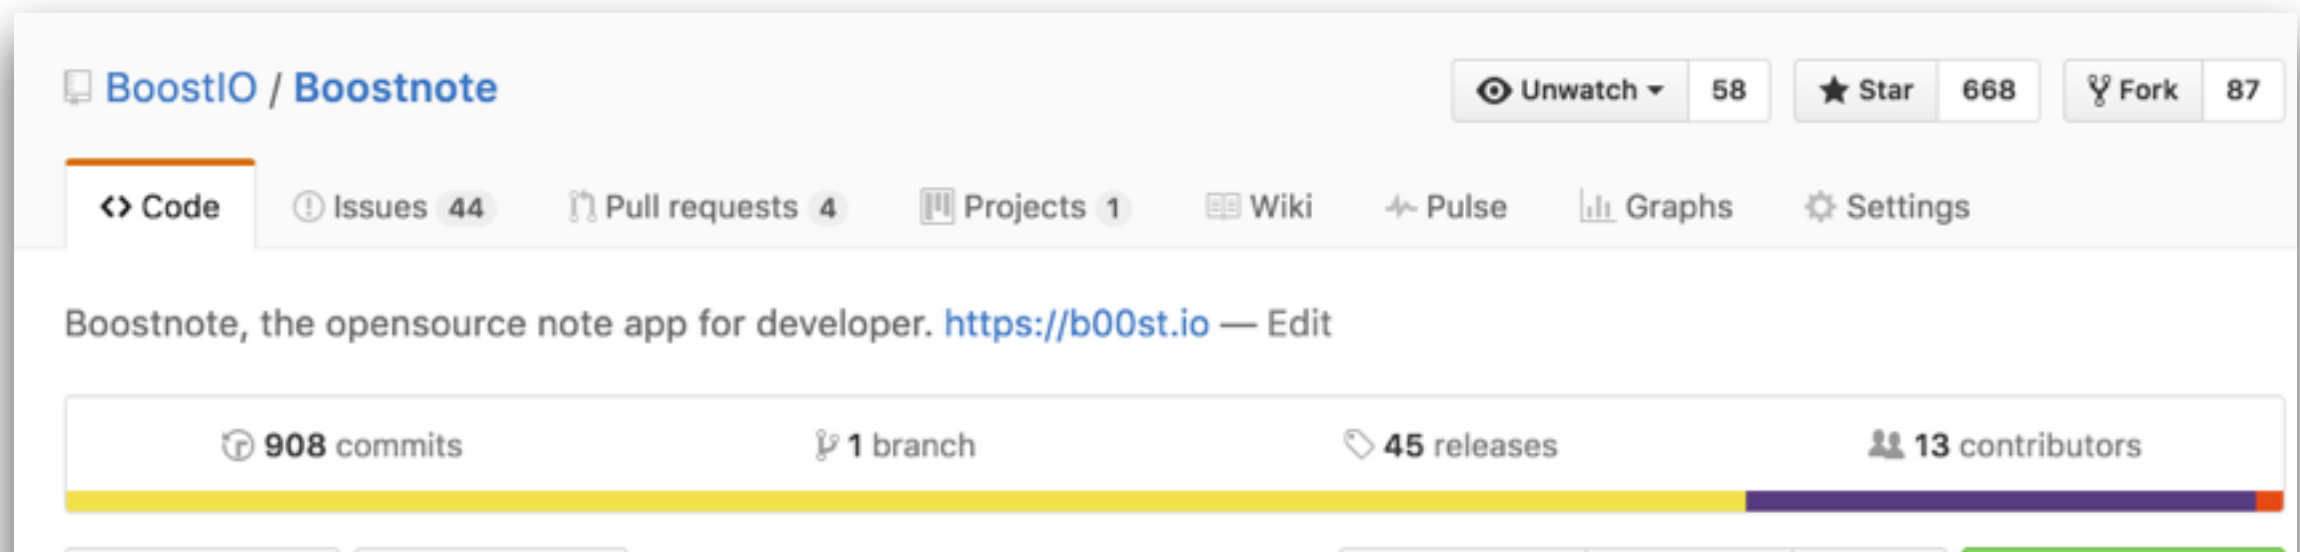 BoostIO / Boostnote Unwatch 58 Star 668 Fork 87
Code Issues 44 Pull requests 4 Projects 1 Wiki Pulse Graphs Settings
Boostnote, the opensource note app for developer. https://b00st.io — Edit
908 commits 1 branch 45 releases 13 contributors